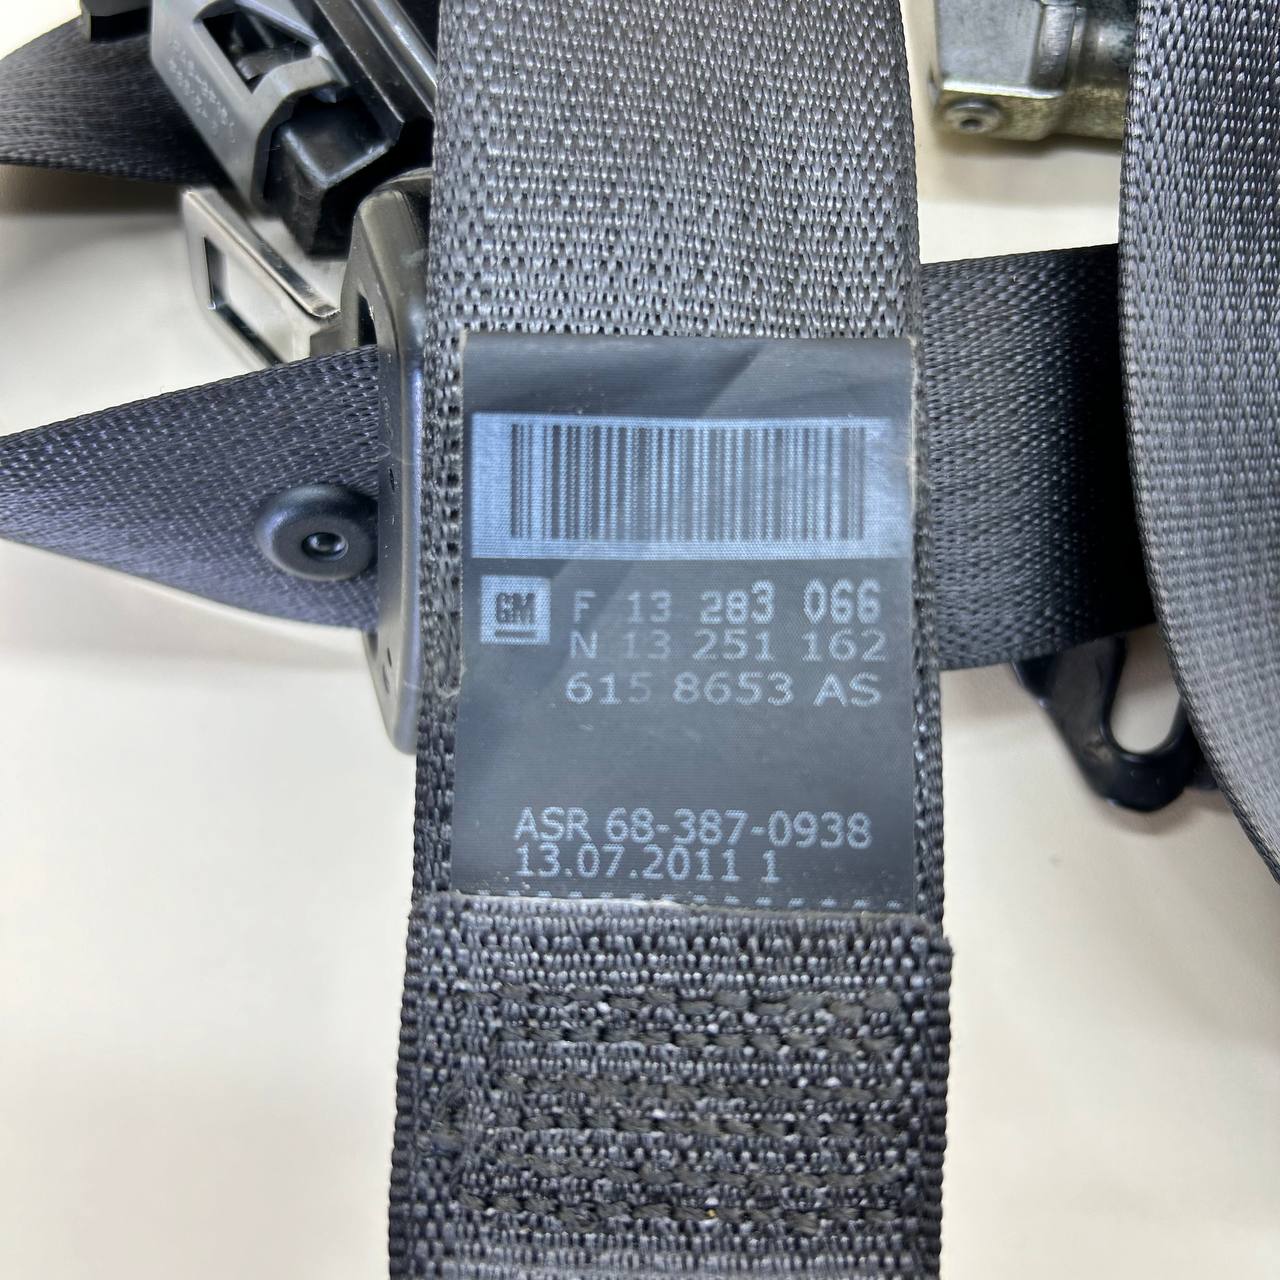 GM
F 13 283 066
N 13 251 162
615 8653 AS
ASR 68-387-0938
13.07.2011 1